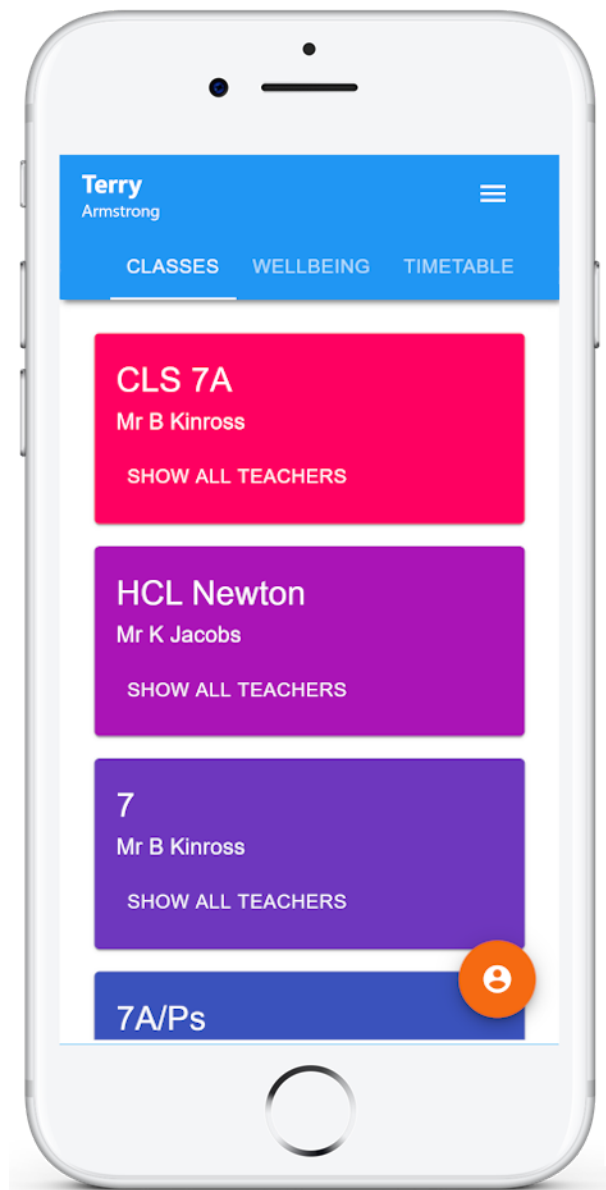 Terry
Armstrong
CLASSES WELLBEING TIMETABLE
CLS 7A
Mr B Kinross
SHOW ALL TEACHERS
HCL Newton
Mr K Jacobs
SHOW ALL TEACHERS
7
Mr B Kinross
SHOW ALL TEACHERS
7A/Ps